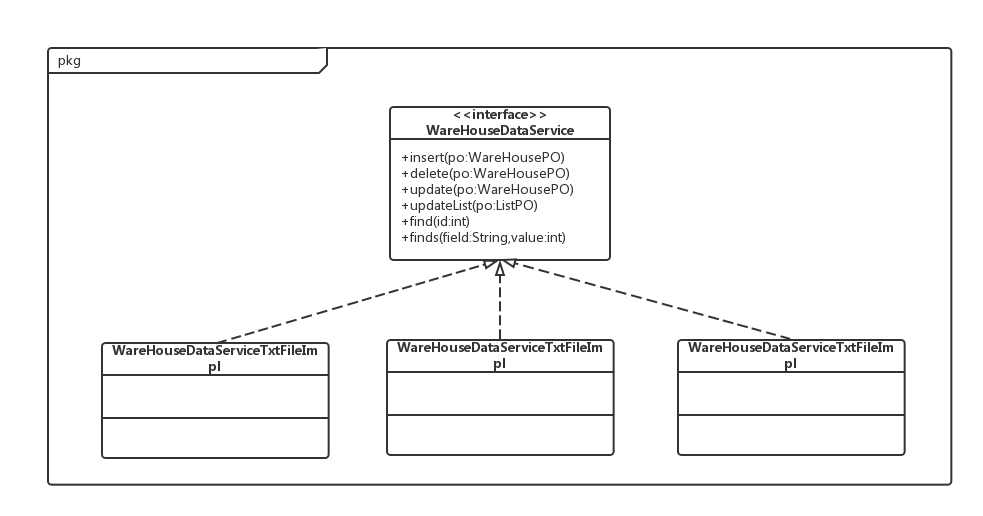 pkg
<<interface>>
WareHouseDataService
+insert(po:WareHousePO)
+delete(po:WareHousePO)
+update(po:WareHousePO)
+updateList(po:ListPO)
+find(id:int)
+finds(field:String,value:int)
WareHouseDataServiceTxtFileIm
pl
WareHouseDataServiceTxtFileIm
pl
WareHouseDataServiceTxtFileIm
pl